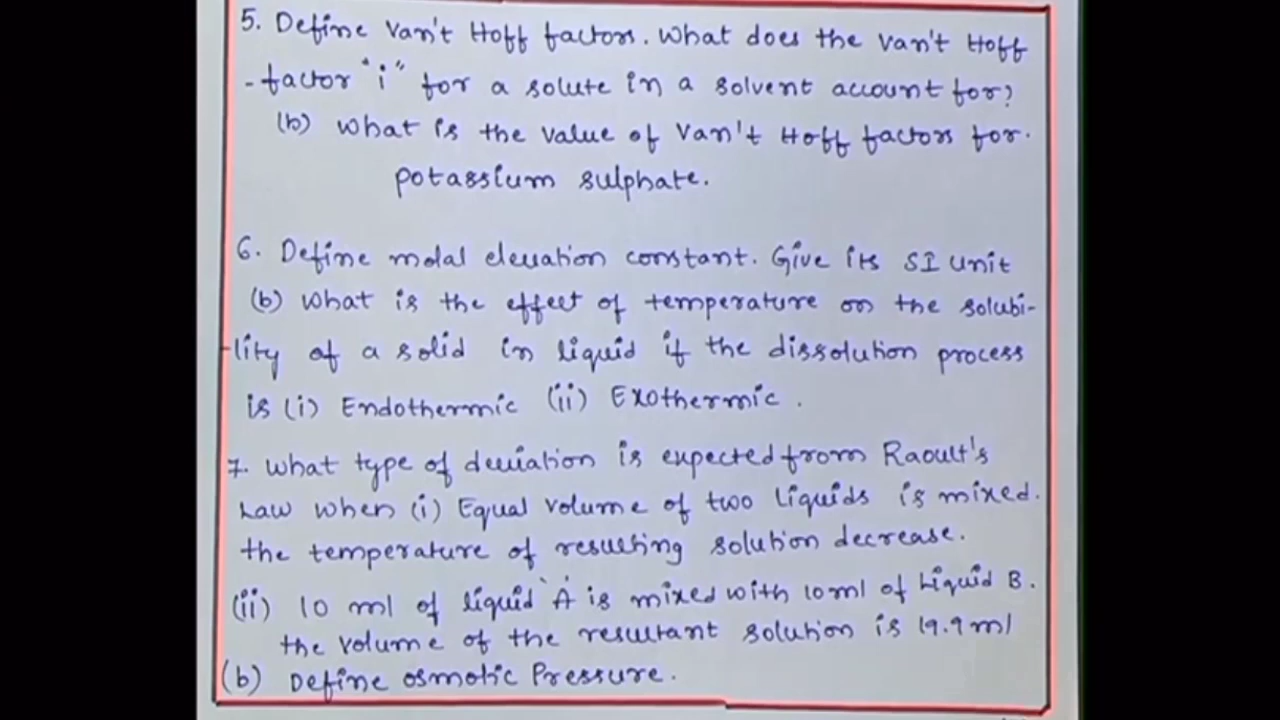 5. Define Van't Hoff factors. What does the Van't Hoff
- factor "i" for a solute in a solvent account for?
(b) What is the value of Van't Hoff factors for.
potassium sulphate.
6. Define molal elevation constant. Give its SI unit
(b) What is the effect of temperature on the solubi-
lity of a solid in liquid if the dissolution process
is (i) Endothermic (ii) Exothermic.
7. What type of deviation is expected from Raoult's
Law when (i) Equal volume of two liquids is mixed.
the temperature of resulting solution decrease.
(ii) 10 ml of liquid 'A' is mixed with 10ml of Liquid B.
the volume of the resultant solution is 19.9ml
(b) Define osmotic Pressure.